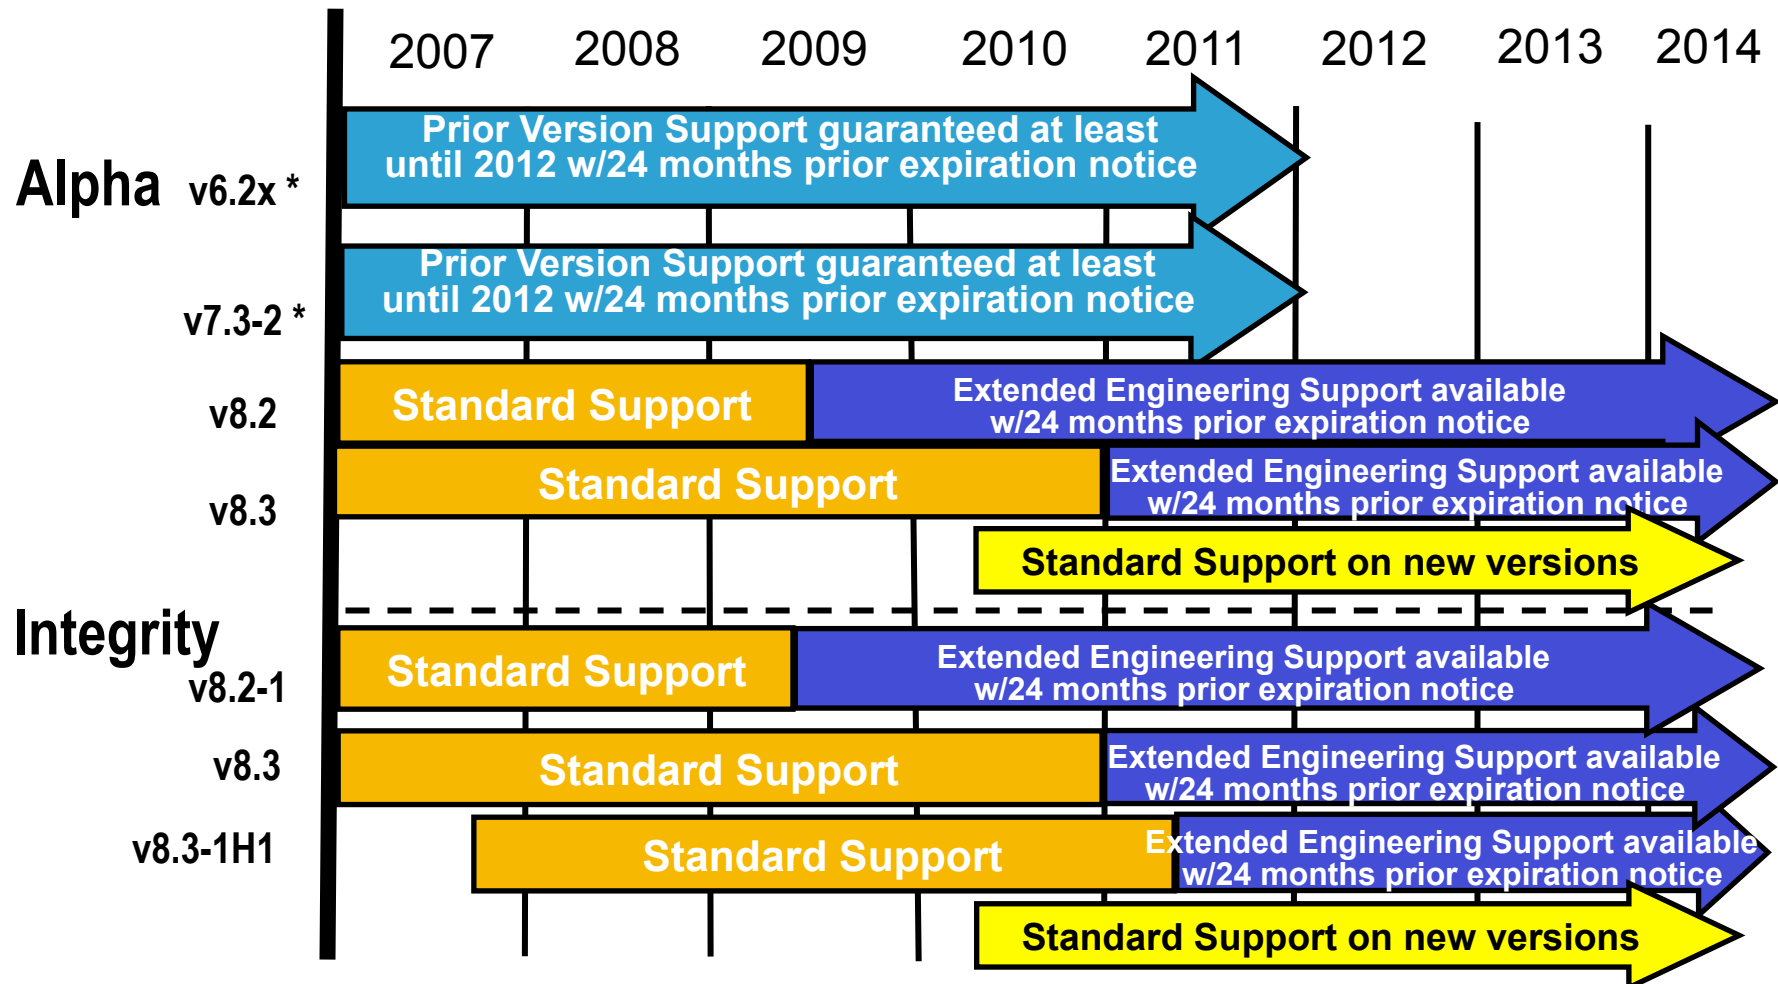 2007 2008 2009 2010 2011 2012 2013 2014
Prior Version Support guaranteed at least
until 2012 w/24 months prior expiration notice
Alpha v6.2x *
Prior Version Support guaranteed at least
until 2012 w/24 months prior expiration notice
v7.3-2 *
v8.2
Standard Support
Extended Engineering Support available
w/24 months prior expiration notice
v8.3
Standard Support
Extended Engineering Support available
w/24 months prior expiration notice
Standard Support on new versions
Integrity
v8.2-1
Standard Support
Extended Engineering Support available
w/24 months prior expiration notice
v8.3
Standard Support
Extended Engineering Support available
w/24 months prior expiration notice
v8.3-1H1
Standard Support
Extended Engineering Support available
w/24 months prior expiration notice
Standard Support on new versions